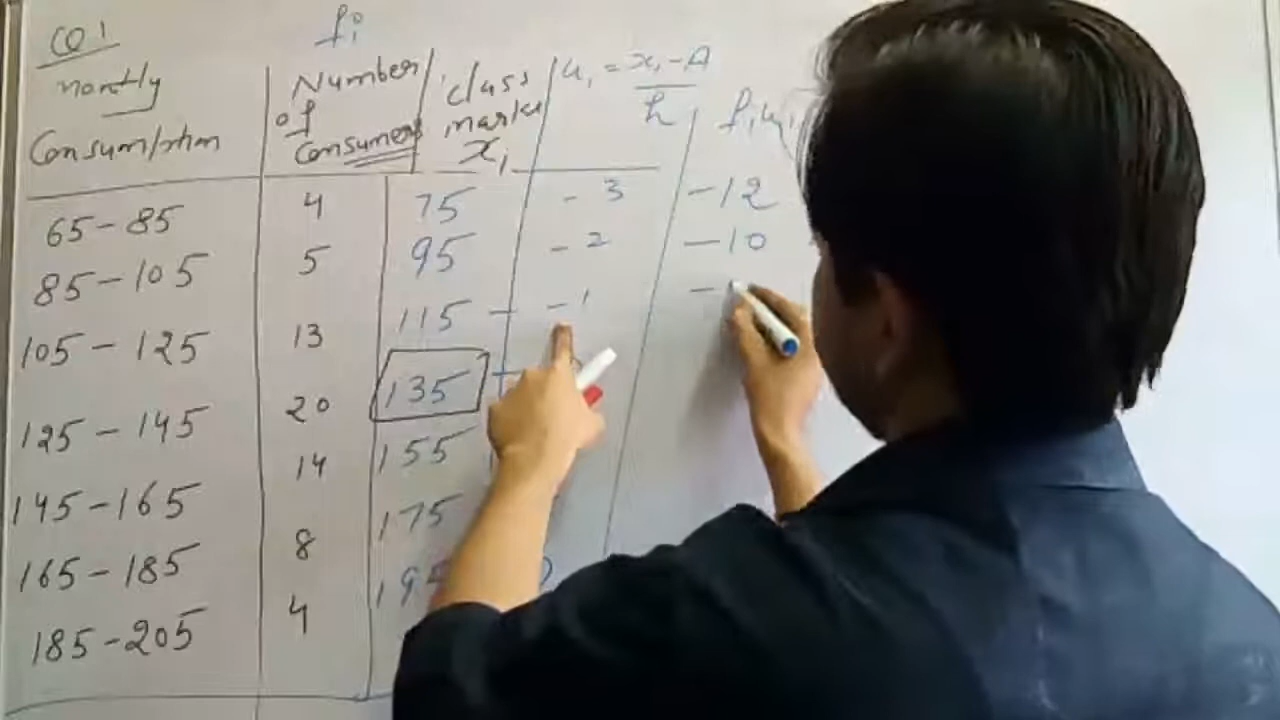 Q1
fi
Monthly Consumption
Number of Consumers
class marks xi
ui = xi - A / h
fiui
65-85 4 75 -3 -12
85-105 5 95 -2 -10
105-125 13 115 -1 -1
125-145 20 135
145-165 14 155
165-185 8 175
185-205 4 195